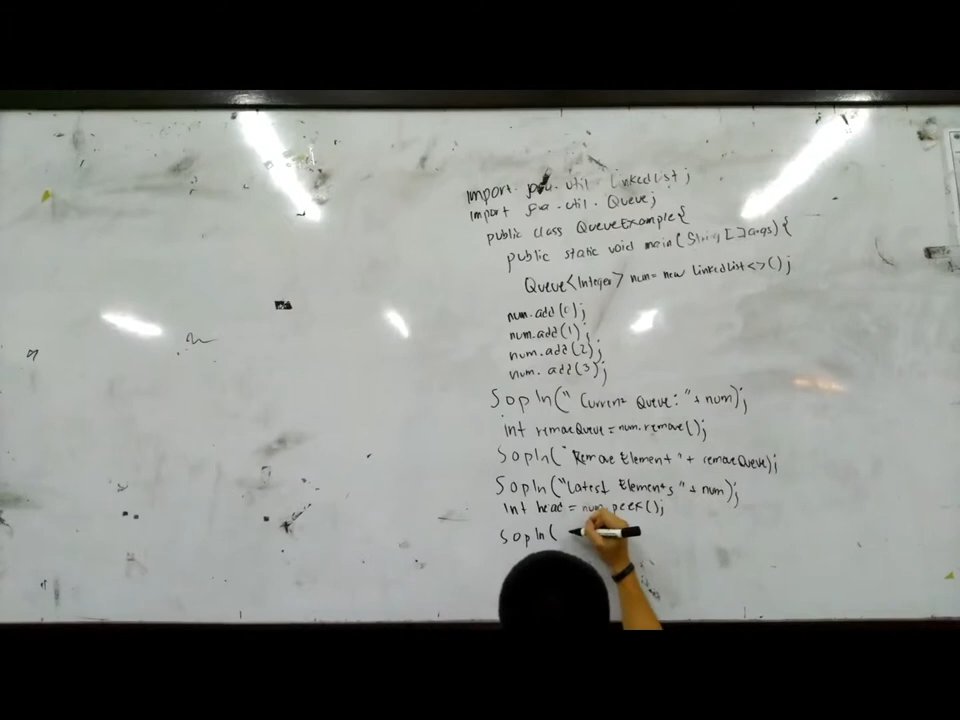 import java.util.LinkedList;
import java.util.Queue;
public class QueueExample{
public static void main(String []args){
Queue<Integer> num= new LinkedList<>();
num.add(0);
num.add(1);
num.add(2);
num.add(3);
Sopln("Current Queue:"+ num);
int removeQueue = num.remove();
Sopln("Remove Element"+ removeQueue);
Sopln("Latest Elements"+ num);
int head = num.peek();
Sopln(